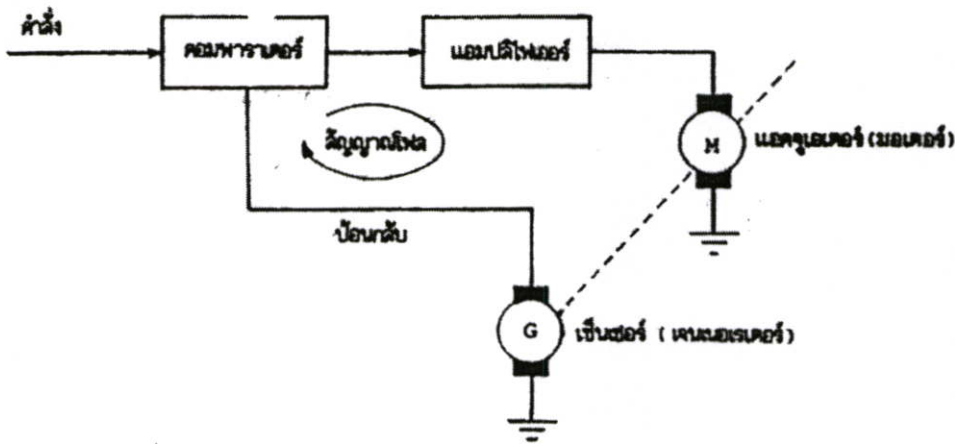 คำสั่ง
คอมพาราเตอร์
แอมปลิไฟเออร์
สัญญาณโฟล
M
แอคชูเอเตอร์ (มอเตอร์)
ป้อนกลับ
G
เซ็นเซอร์ ( เจนเนอเรเตอร์)